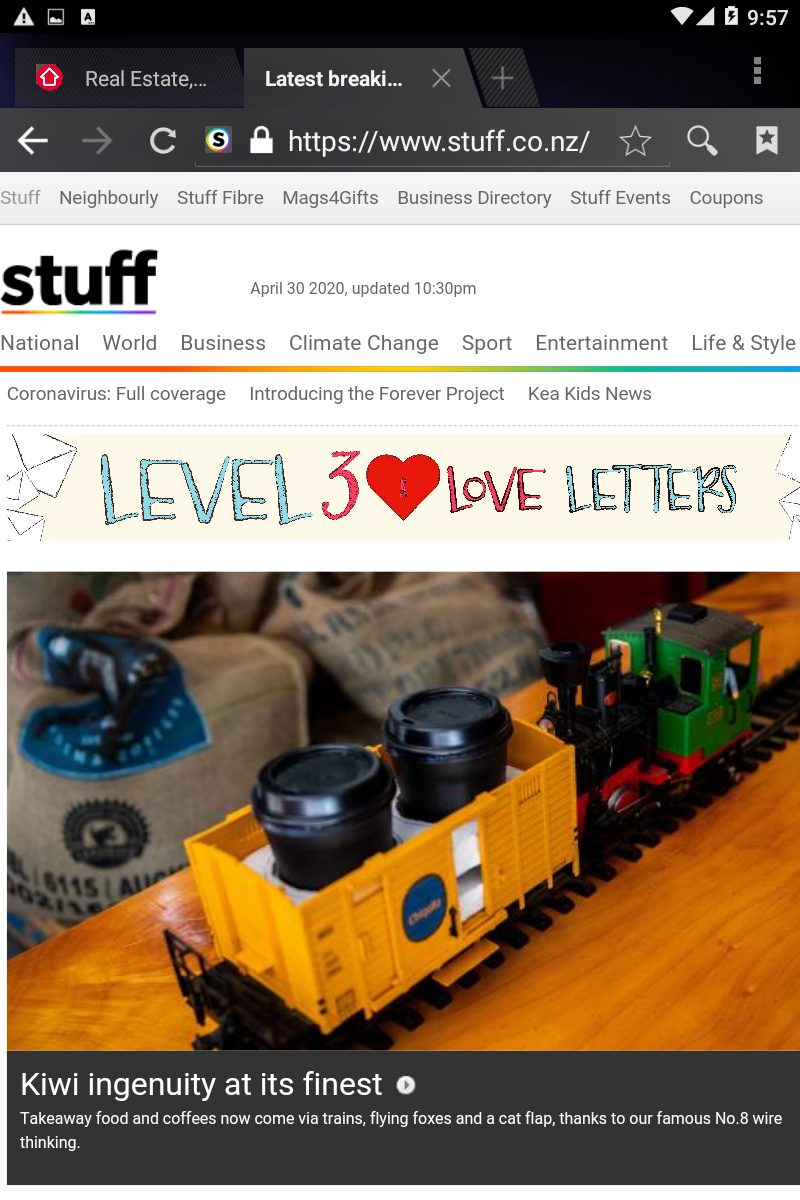 9:57
Real Estate,...
Latest breaki...
https://www.stuff.co.nz/
Stuff Neighbourly Stuff Fibre Mags4Gifts Business Directory Stuff Events Coupons
stuff
April 30 2020, updated 10:30pm
National World Business Climate Change Sport Entertainment Life & Style
Coronavirus: Full coverage Introducing the Forever Project Kea Kids News
LEVEL 3 LOVE LETTERS
6115 | AUCK
Chiquita
Kiwi ingenuity at its finest
Takeaway food and coffees now come via trains, flying foxes and a cat flap, thanks to our famous No.8 wire
thinking.